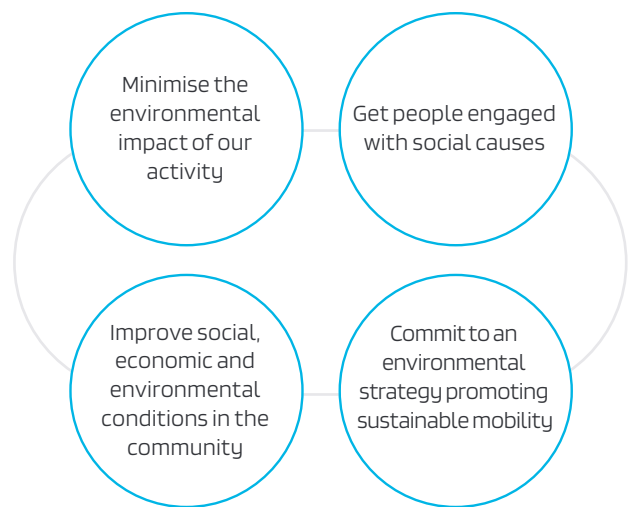 Minimise the
environmental
impact of our
activity
Get people engaged
with social causes
Improve social,
economic and
environmental
conditions in the
community
Commit to an
environmental
strategy promoting
sustainable mobility